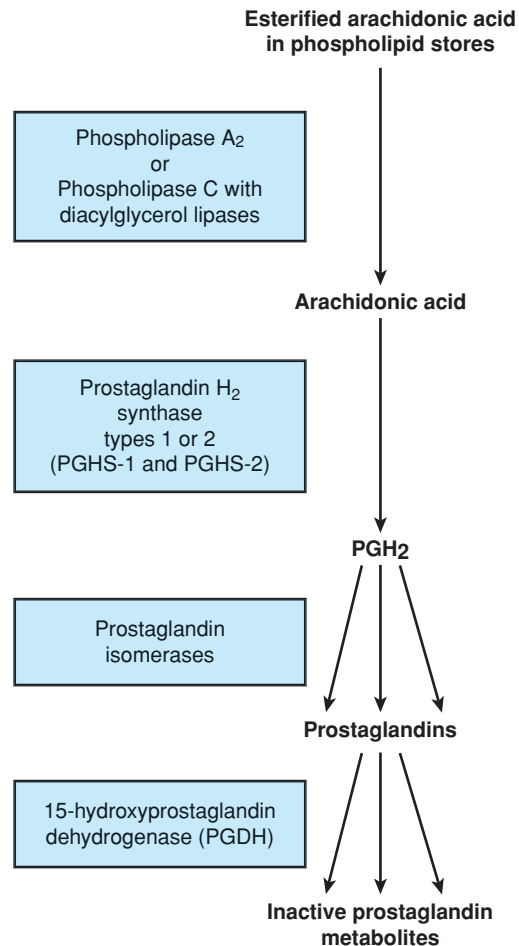 Esterified arachidonic acid
in phospholipid stores
Phospholipase A₂
or
Phospholipase C with
diacylglycerol lipases
Arachidonic acid
Prostaglandin H₂
synthase
types 1 or 2
(PGHS-1 and PGHS-2)
PGH₂
Prostaglandin
isomerases
Prostaglandins
15-hydroxyprostaglandin
dehydrogenase (PGDH)
Inactive prostaglandin
metabolites